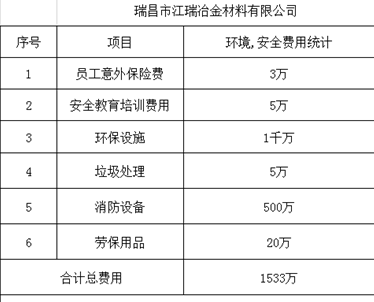 瑞昌市江瑞冶金材料有限公司
序号 项目 环境,安全费用统计
1 员工意外保险费 3万
2 安全教育培训费用 5万
3 环保设施 1千万
4 垃圾处理 5万
5 消防设备 500万
6 劳保用品 20万
合计总费用 1533万